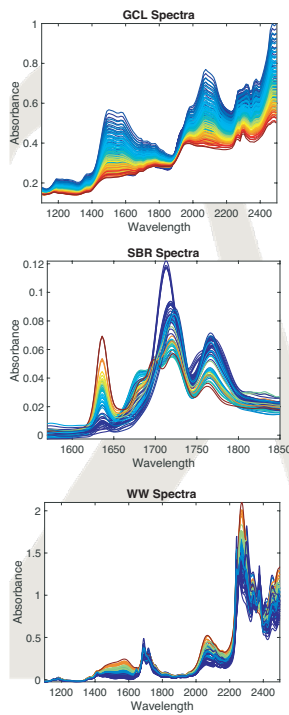 GCL Spectra
1
0.8
0.6
0.4
0.2
Absorbance
1200 1400 1600 1800 2000 2200 2400
Wavelength
SBR Spectra
0.12
0.1
0.08
0.06
0.04
0.02
0
Absorbance
1600 1650 1700 1750 1800 1850
Wavelength
WW Spectra
2
1.5
1
0.5
0
Absorbance
1200 1400 1600 1800 2000 2200 2400
Wavelength